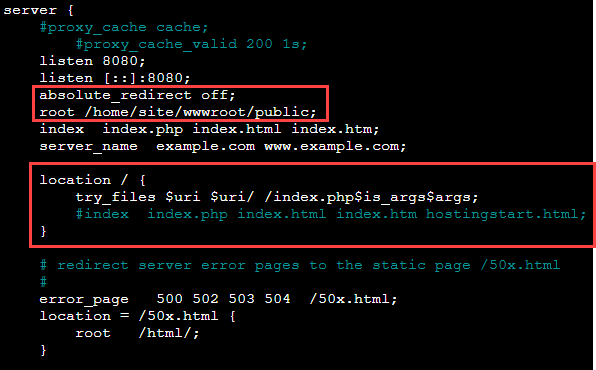 server {
#proxy_cache cache;
#proxy_cache_valid 200 1s;
listen 8080;
listen [::]:8080;
absolute_redirect off;
root /home/site/wwwroot/public;
index  index.php index.html index.htm;
server_name  example.com www.example.com;
location / {
try_files $uri $uri/ /index.php$is_args$args;
#index  index.php index.html index.htm hostingstart.html;
}
# redirect server error pages to the static page /50x.html
#
error_page   500 502 503 504  /50x.html;
location = /50x.html {
root   /html/;
}